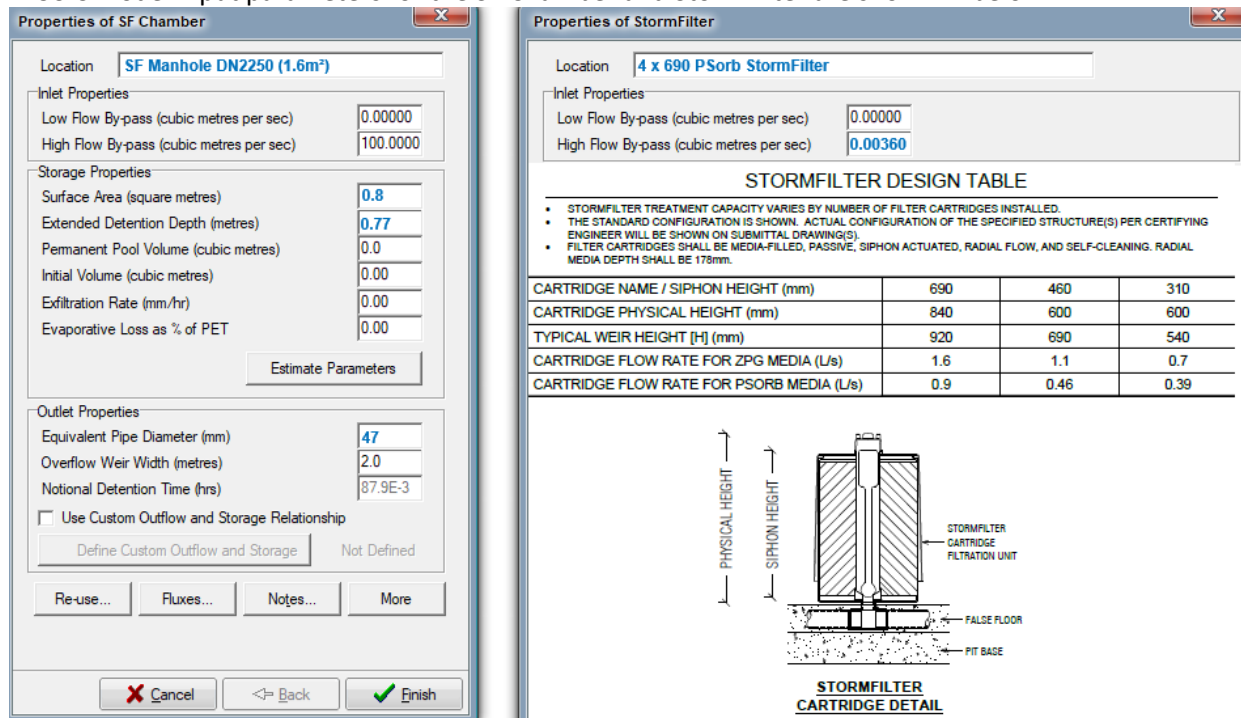 Properties of SF Chamber
Location SF Manhole DN2250 (1.6m²)
Inlet Properties
Low Flow By-pass (cubic metres per sec) 0.00000
High Flow By-pass (cubic metres per sec) 100.0000
Storage Properties
Surface Area (square metres) 0.8
Extended Detention Depth (metres) 0.77
Permanent Pool Volume (cubic metres) 0.0
Initial Volume (cubic metres) 0.00
Exfiltration Rate (mm/hr) 0.00
Evaporative Loss as % of PET 0.00
Estimate Parameters
Outlet Properties
Equivalent Pipe Diameter (mm) 47
Overflow Weir Width (metres) 2.0
Notional Detention Time (hrs) 87.9E-3
Use Custom Outflow and Storage Relationship
Define Custom Outflow and Storage Not Defined
Re-use... Fluxes... Notes... More
Cancel <= Back Finish
Properties of StormFilter
Location 4 x 690 PSorb StormFilter
Inlet Properties
Low Flow By-pass (cubic metres per sec) 0.00000
High Flow By-pass (cubic metres per sec) 0.00360
STORMFILTER DESIGN TABLE
• STORMFILTER TREATMENT CAPACITY VARIES BY NUMBER OF FILTER CARTRIDGES INSTALLED.
• THE STANDARD CONFIGURATION IS SHOWN. ACTUAL CONFIGURATION OF THE SPECIFIED STRUCTURE(S) PER CERTIFYING
ENGINEER WILL BE SHOWN ON SUBMITTAL DRAWING(S).
• FILTER CARTRIDGES SHALL BE MEDIA-FILLED, PASSIVE, SIPHON ACTUATED, RADIAL FLOW, AND SELF-CLEANING. RADIAL
MEDIA DEPTH SHALL BE 178mm.
CARTRIDGE NAME / SIPHON HEIGHT (mm) 690 460 310
CARTRIDGE PHYSICAL HEIGHT (mm) 840 600 600
TYPICAL WEIR HEIGHT [H] (mm) 920 690 540
CARTRIDGE FLOW RATE FOR ZPG MEDIA (L/s) 1.6 1.1 0.7
CARTRIDGE FLOW RATE FOR PSORB MEDIA (L/s) 0.9 0.46 0.39
PHYSICAL HEIGHT
SIPHON HEIGHT
STORMFILTER
CARTRIDGE
FILTRATION UNIT
FALSE FLOOR
PIT BASE
STORMFILTER
CARTRIDGE DETAIL